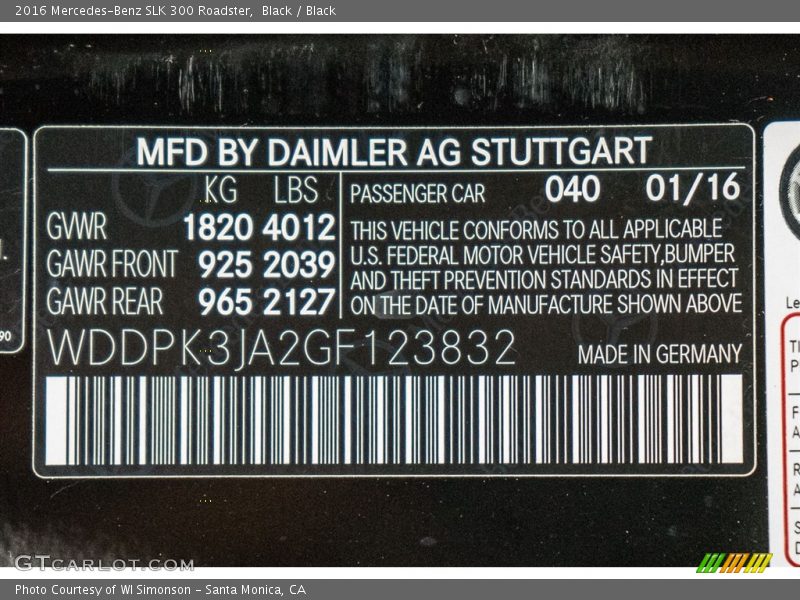 2016 Mercedes-Benz SLK 300 Roadster,  Black / Black
MFD BY DAIMLER AG STUTTGART
KG LBS
PASSENGER CAR 040 01/16
GVWR 1820 4012
GAWR FRONT 925 2039
GAWR REAR 965 2127
THIS VEHICLE CONFORMS TO ALL APPLICABLE
U.S. FEDERAL MOTOR VEHICLE SAFETY,BUMPER
AND THEFT PREVENTION STANDARDS IN EFFECT
ON THE DATE OF MANUFACTURE SHOWN ABOVE
WDDPK3JA2GF123832
MADE IN GERMANY
90
Le
GTCARLOT.COM
Photo Courtesy of WI Simonson - Santa Monica, CA